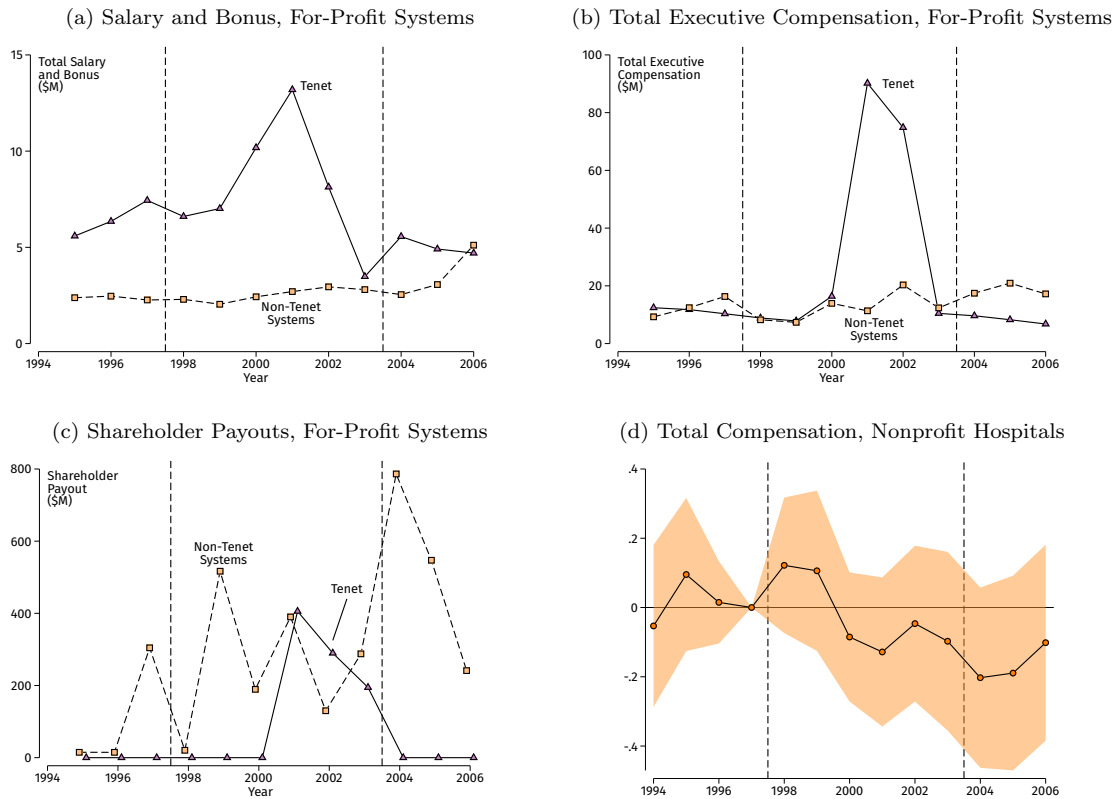 (a) Salary and Bonus, For-Profit Systems
15
10
5
0
Total Salary
and Bonus
($M)
Tenet
Non-Tenet
Systems
1994 1996 1998 2000 2002 2004 2006
Year
(b) Total Executive Compensation, For-Profit Systems
100
80
60
40
20
0
Total Executive
Compensation
($M)
Tenet
Non-Tenet
Systems
1994 1996 1998 2000 2002 2004 2006
Year
(c) Shareholder Payouts, For-Profit Systems
800
600
400
200
0
Shareholder
Payout
($M)
Non-Tenet
Systems
Tenet
1994 1996 1998 2000 2002 2004 2006
Year
(d) Total Compensation, Nonprofit Hospitals
.4
.2
0
-.2
-.4
1994 1996 1998 2000 2002 2004 2006